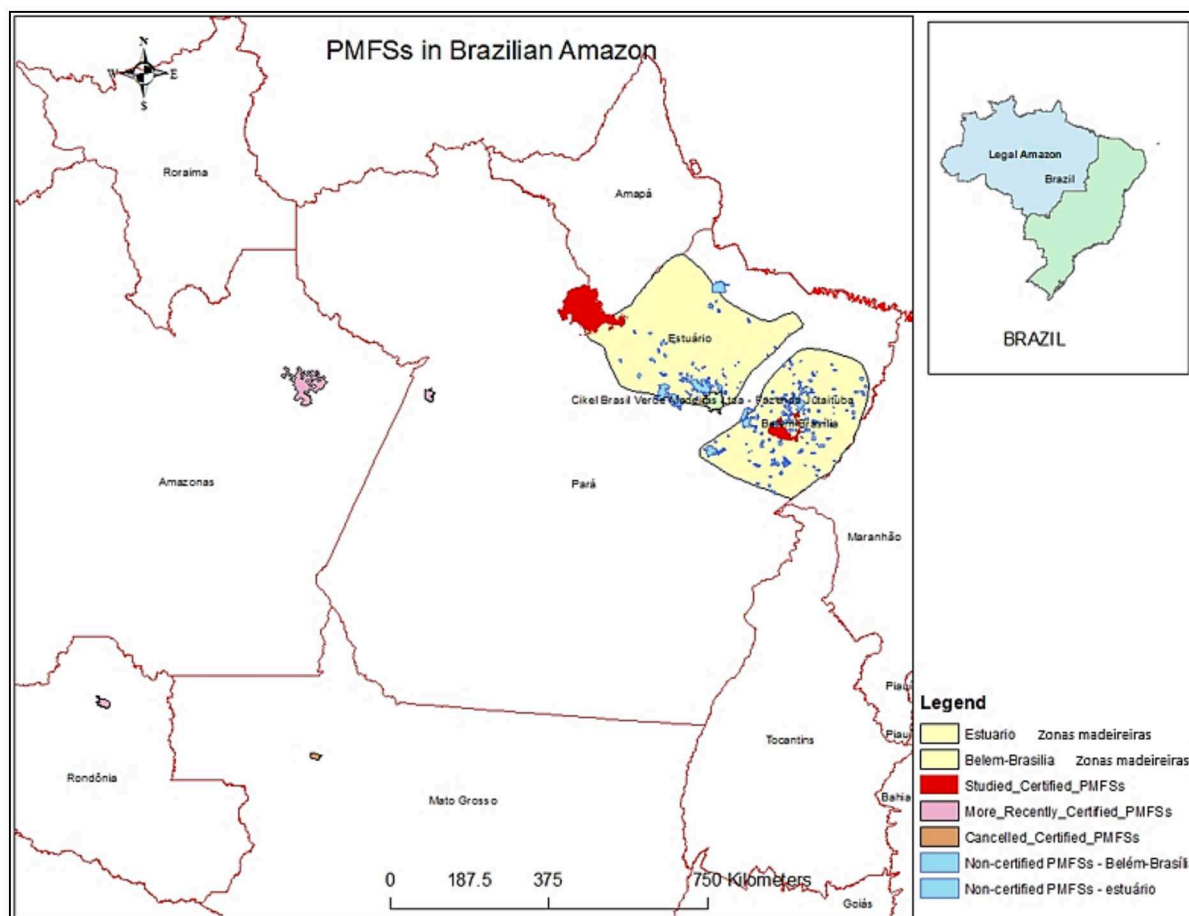 PMFSs in Brazilian Amazon
N
W E
S
Roraima
Amapá
Legal Amazon
Brazil
BRAZIL
Estuário
Cikel Brasil Verde Madeiras Ltda - Fazenda Jutaituba
Belém-Brasília
Amazonas
Pará
Maranhão
Piauí
Piauí
Tocantins
Rondônia
Mato Grosso
Bahia
Goiás
0 187.5 375 750 Kilometers
Legend
Estuario Zonas madeireiras
Belem-Brasilia Zonas madeireiras
Studied_Certified_PMFSs
More_Recently_Certified_PMFSs
Cancelled_Certified_PMFSs
Non-certified PMFSs - Belém-Brasíli
Non-certified PMFSs - estuário